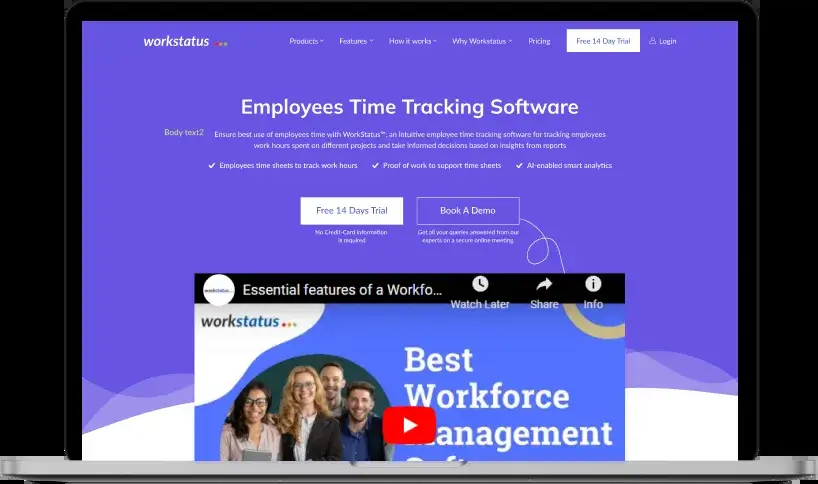 workstatus
Products
Features
How it works
Why Workstatus
Pricing
Free 14 Day Trial
Login
Employees Time Tracking Software
Body text2
Ensure best use of employees time with WorkStatus™; an intuitive employee time tracking software for tracking employees
work hours spent on different projects and take informed decisions based on insights from reports
Employees time sheets to track work hours
Proof of work to support time sheets
AI-enabled smart analytics
Free 14 Days Trial
Book A Demo
No Credit-Card Information
is required
Get all your queries answered from our
experts on a secure online meeting.
workstatus
Essential features of a Workfo...
Watch Later
Share
Info
workstatus
Best
Workforce
Management